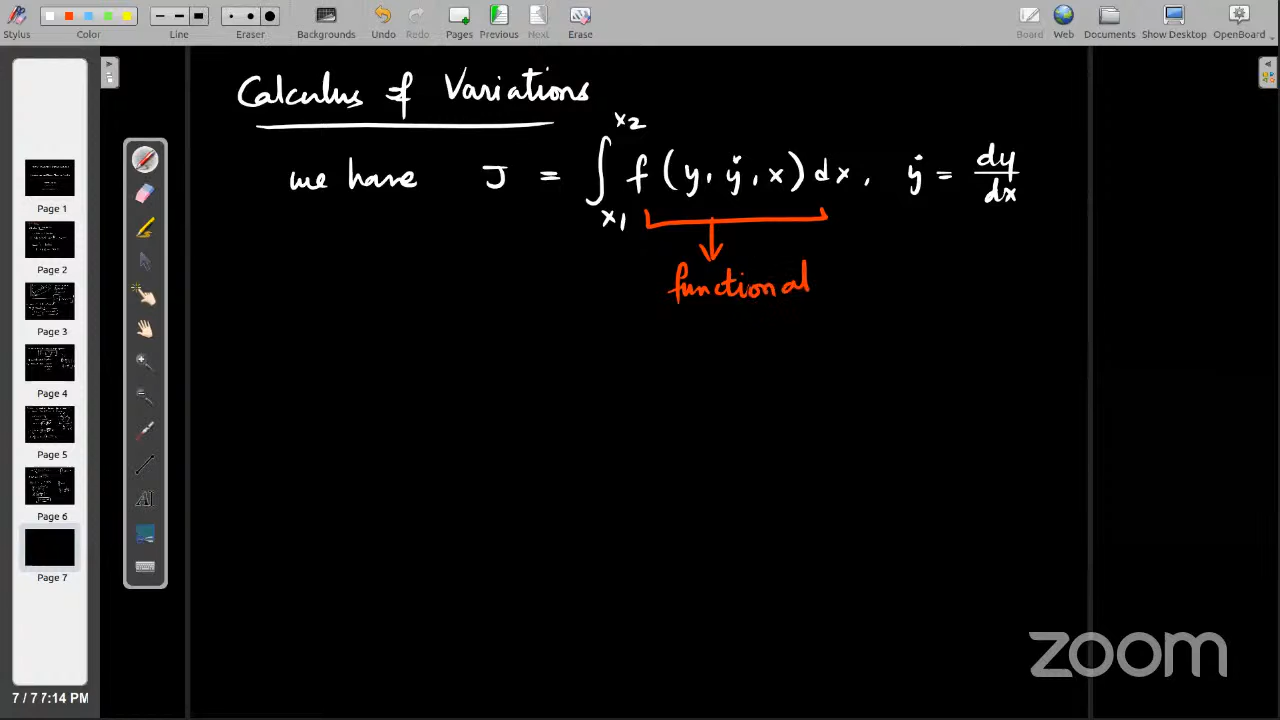 Stylus Color Line Eraser Backgrounds Undo Redo Pages Previous Next Erase Board Web Documents Show Desktop OpenBoard
Calculus of Variations
we have J = ∫_{x1}^{x2} f (y, ẏ, x) dx, ẏ = dy/dx
functional
Page 1
Page 2
Page 3
Page 4
Page 5
Page 6
Page 7
7 / 7 7:14 PM
zoom